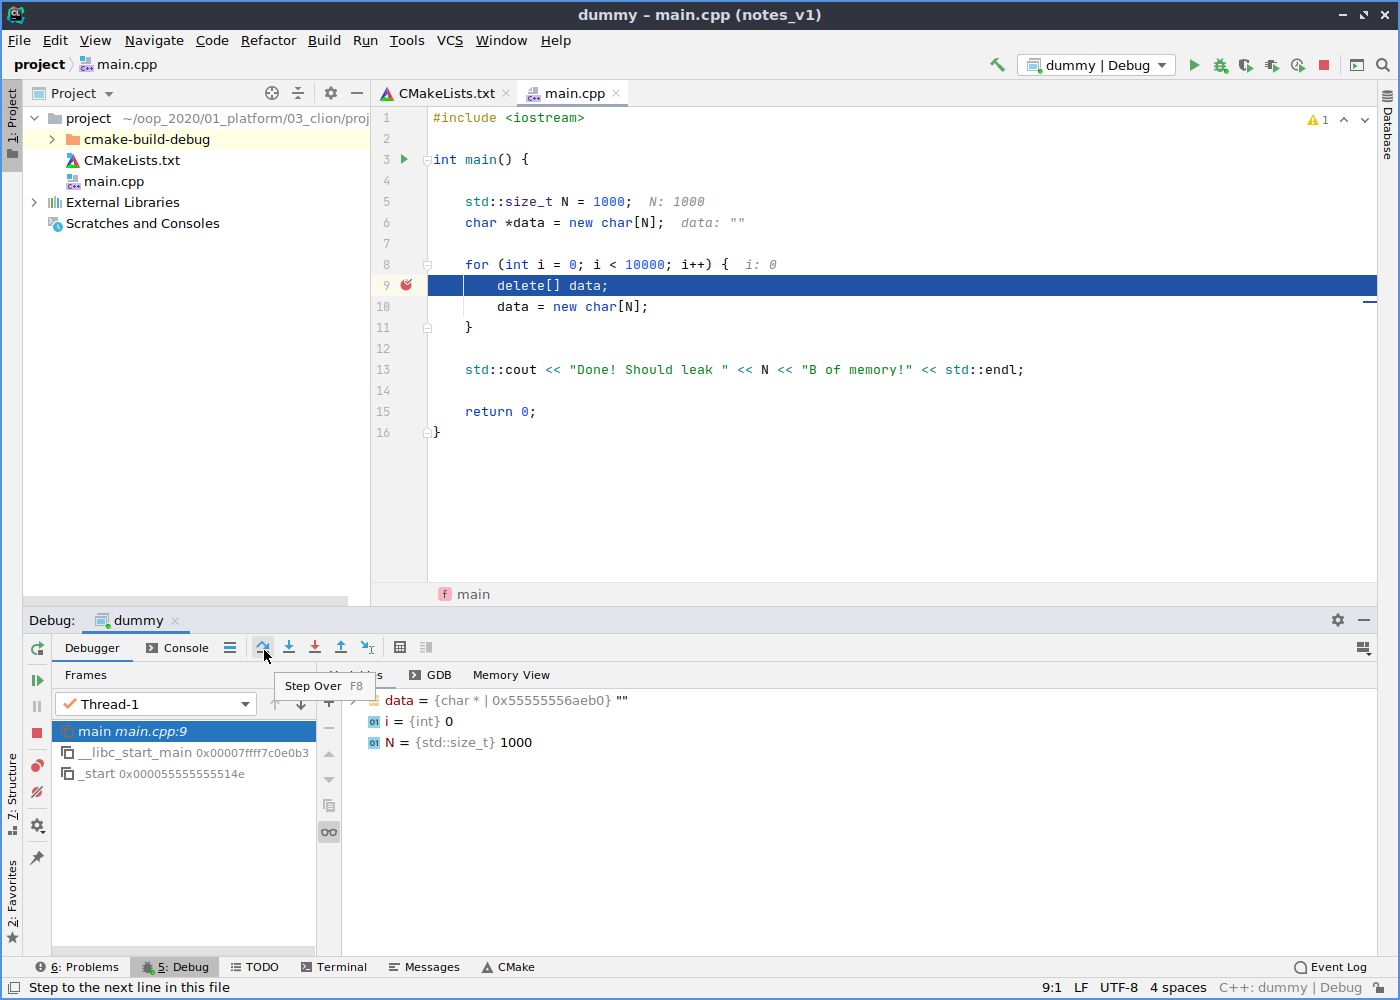 dummy – main.cpp (notes_v1)
File Edit View Navigate Code Refactor Build Run Tools VCS Window Help
project main.cpp dummy | Debug
1: Project
Project
CMakeLists.txt main.cpp
Database
project ~/oop_2020/01_platform/03_clion/proj
cmake-build-debug
CMakeLists.txt
main.cpp
External Libraries
Scratches and Consoles
1 #include <iostream> 1
2
3 int main() {
4
5 std::size_t N = 1000; N: 1000
6 char *data = new char[N]; data: ""
7
8 for (int i = 0; i < 10000; i++) { i: 0
9 delete[] data;
10 data = new char[N];
11 }
12
13 std::cout << "Done! Should leak " << N << "B of memory!" << std::endl;
14
15 return 0;
16 }
f main
Debug: dummy
Debugger Console
Frames GDB Memory View
Step Over F8
Thread-1
main main.cpp:9
__libc_start_main 0x00007ffff7c0e0b3
_start 0x000055555555514e
data = {char * | 0x55555556aeb0} ""
01 i = {int} 0
01 N = {std::size_t} 1000
7: Structure
2: Favorites
6: Problems 5: Debug TODO Terminal Messages CMake Event Log
Step to the next line in this file 9:1 LF UTF-8 4 spaces C++: dummy | Debug